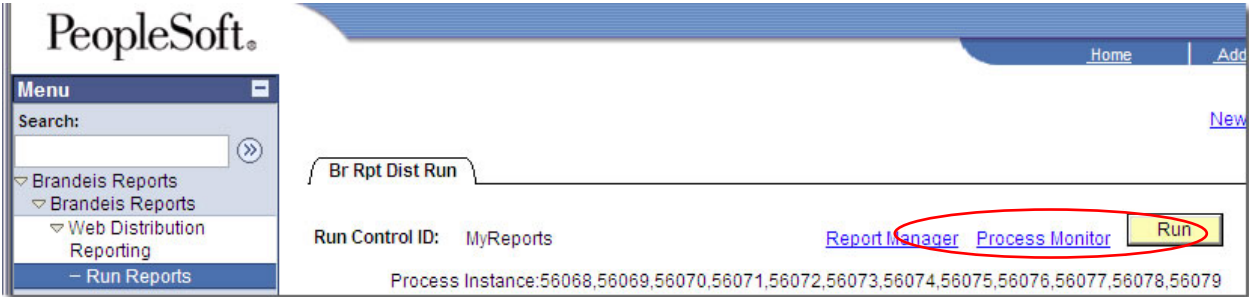 PeopleSoft®
Home Add
Menu
Search:
New
Brandeis Reports
Brandeis Reports
Web Distribution
Reporting
– Run Reports
Br Rpt Dist Run
Run Control ID: MyReports Report Manager Process Monitor Run
Process Instance:56068,56069,56070,56071,56072,56073,56074,56075,56076,56077,56078,56079